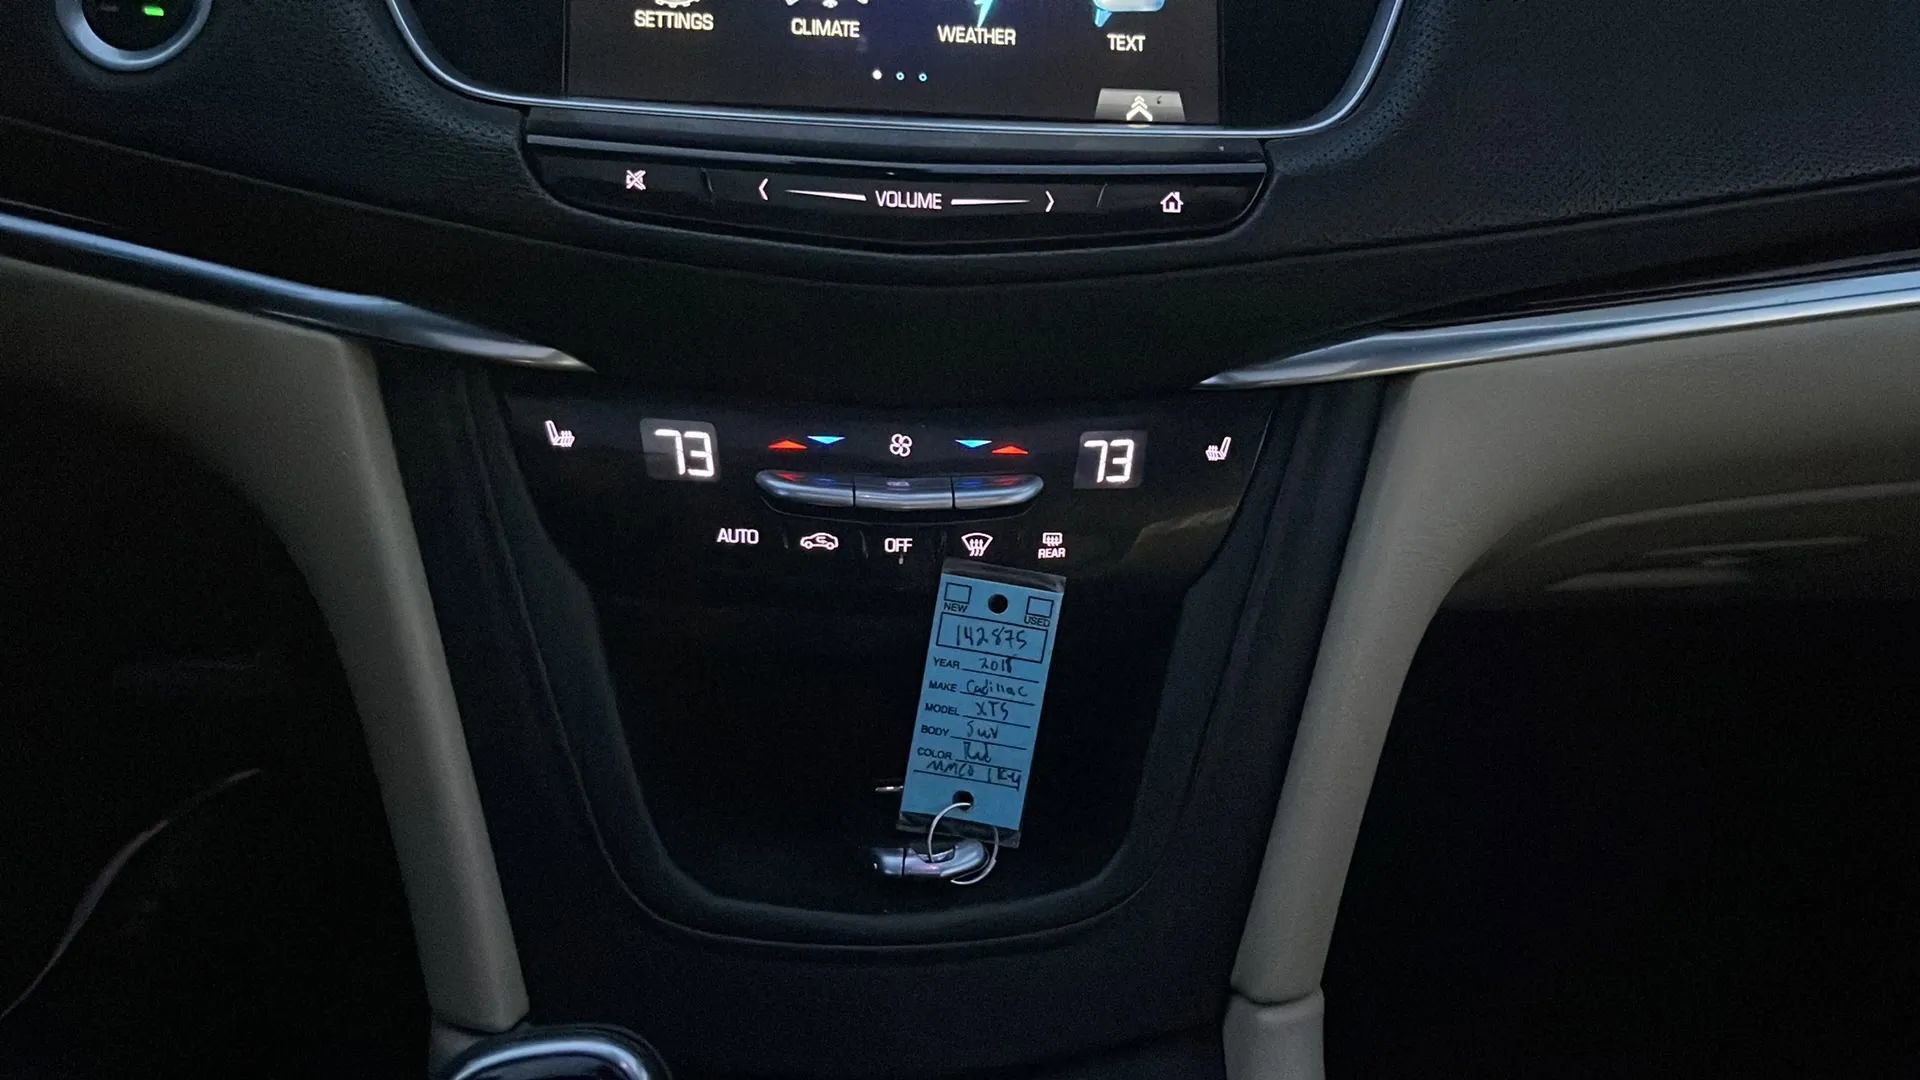 SETTINGS
CLIMATE
WEATHER
TEXT
VOLUME
73
73
AUTO
OFF
REAR
NEW
USED
142875
YEAR 2018
MAKE Cadillac
MODEL XT5
BODY SUV
COLOR Red